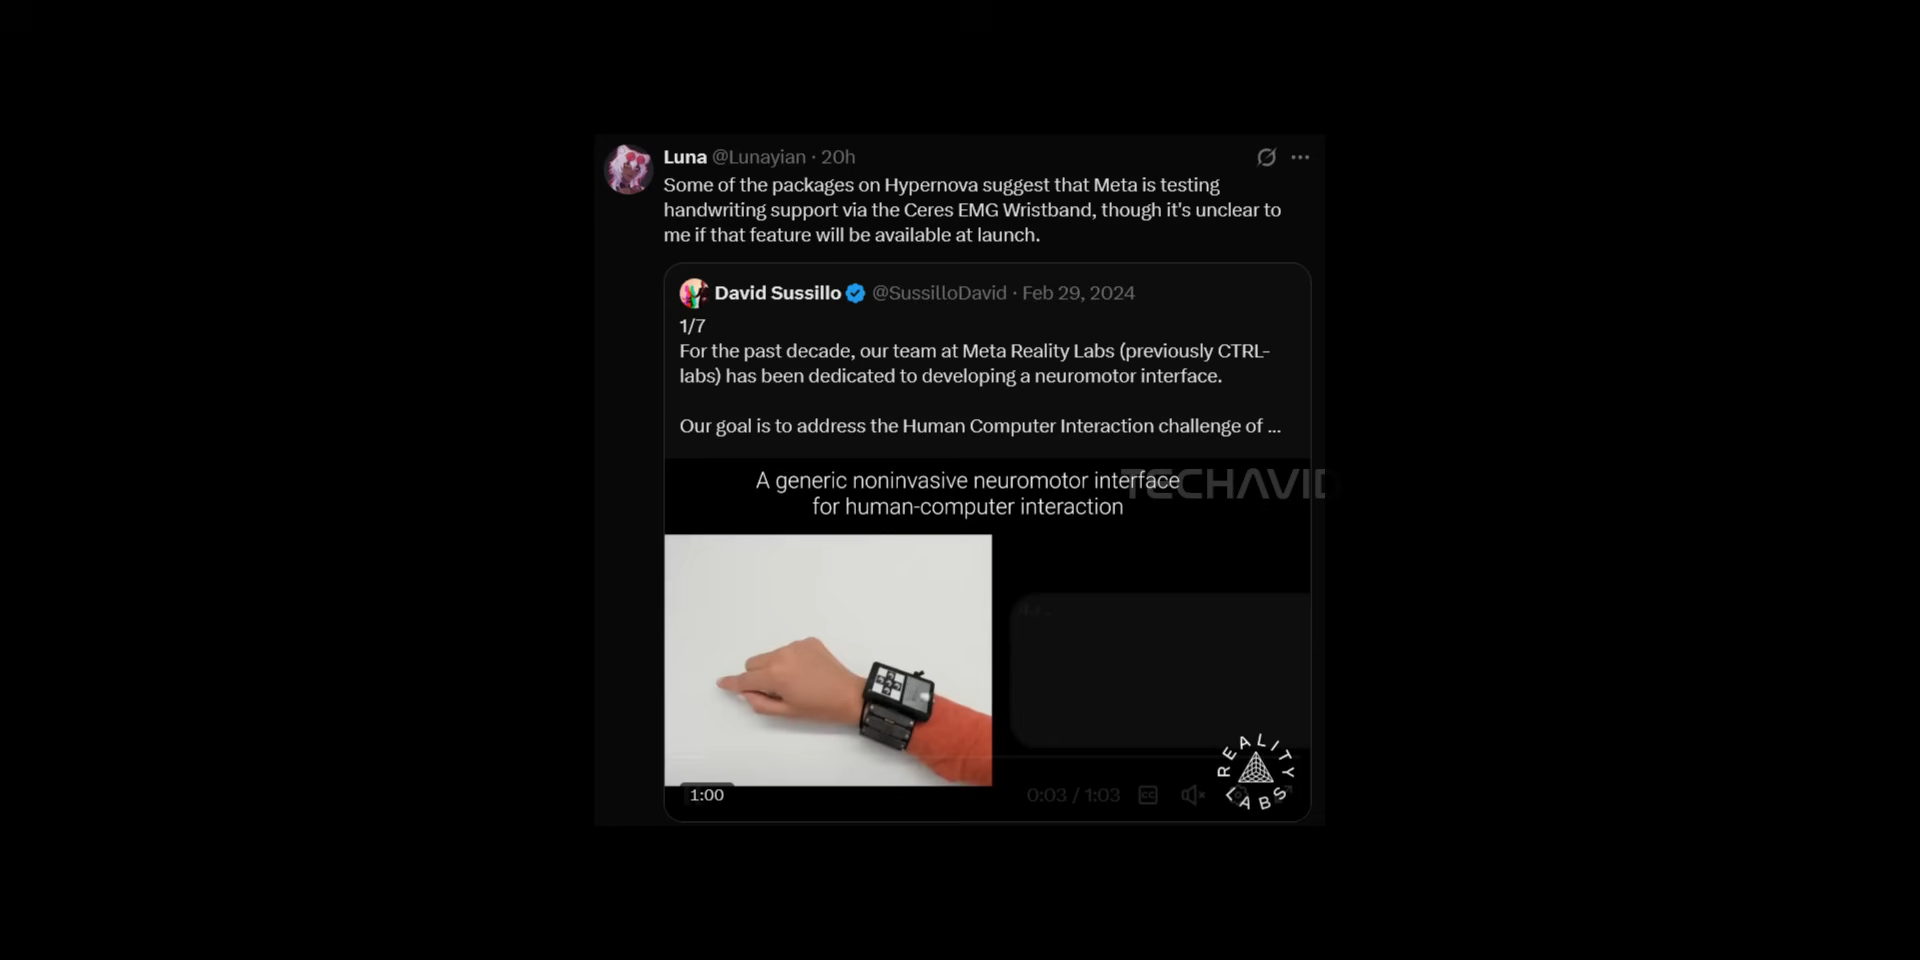 Luna @Lunayian · 20h
Some of the packages on Hypernova suggest that Meta is testing
handwriting support via the Ceres EMG Wristband, though it's unclear to
me if that feature will be available at launch.
David Sussillo @SussilloDavid · Feb 29, 2024
1/7
For the past decade, our team at Meta Reality Labs (previously CTRL-
labs) has been dedicated to developing a neuromotor interface.
Our goal is to address the Human Computer Interaction challenge of ...
A generic noninvasive neuromotor interface
for human-computer interaction
TECHAVID
REALITY LABS
1:00
0:03 / 1:03
CC